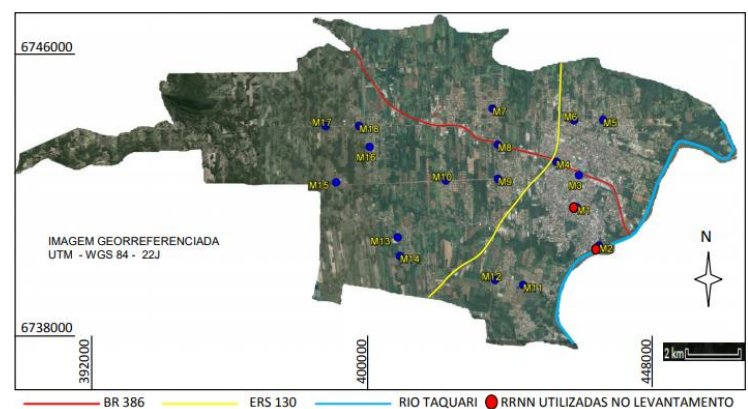 6746000
M7
M6
M5
M17
M18
M8
M16
M4
M3
M15
M10
M9
M1
IMAGEM GEORREFERENCIADA
UTM - WGS 84 - 22J
M13
M2
N
M14
M12
M11
6738000
2 km
392000
400000
448000
BR 386
ERS 130
RIO TAQUARI
RRNN UTILIZADAS NO LEVANTAMENTO